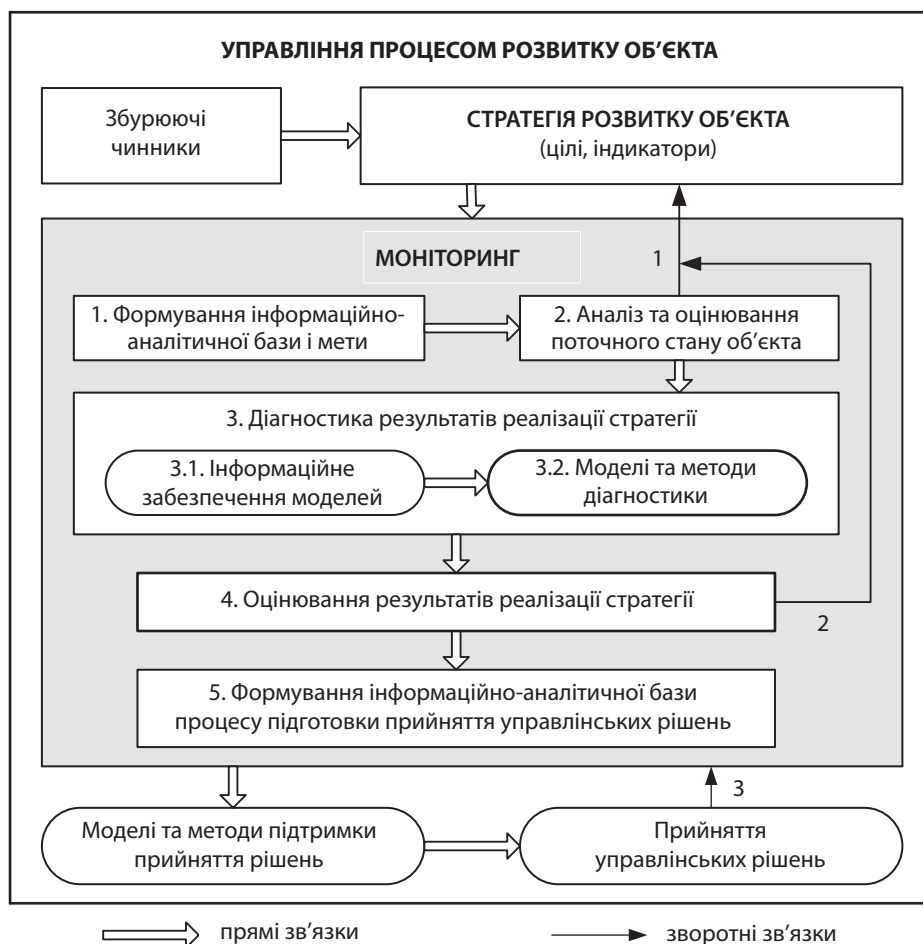 УПРАВЛІННЯ ПРОЦЕСОМ РОЗВИТКУ ОБ’ЄКТА
Збурюючі
чинники
СТРАТЕГІЯ РОЗВИТКУ ОБ’ЄКТА
(цілі, індикатори)
МОНІТОРИНГ
1
1. Формування інформаційно-
аналітичної бази і мети
2. Аналіз та оцінювання
поточного стану об’єкта
3. Діагностика результатів реалізації стратегії
3.1. Інформаційне
забезпечення моделей
3.2. Моделі та методи
діагностики
4. Оцінювання результатів реалізації стратегії
2
5. Формування інформаційно-аналітичної бази
процесу підготовки прийняття управлінських рішень
3
Моделі та методи підтримки
прийняття рішень
Прийняття
управлінських рішень
прямі зв’язки
зворотні зв’язки